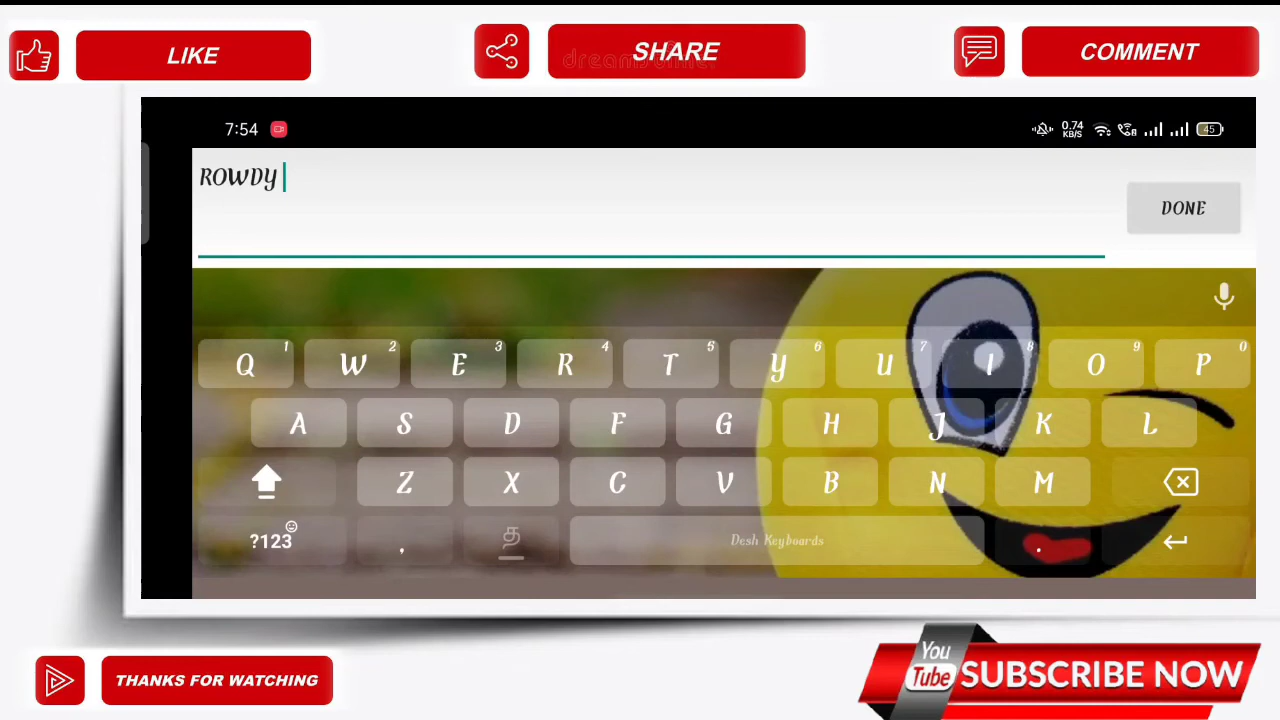 LIKE
SHARE
COMMENT
7:54
0.74
KB/S
45
ROWDY
DONE
Q 1 W 2 E 3 R 4 T 5 Y 6 U 7 I 8 O 9 P 0
A S D F G H J K L
Z X C V B N M
?123 , த Desh Keyboards .
THANKS FOR WATCHING
You
Tube
SUBSCRIBE NOW